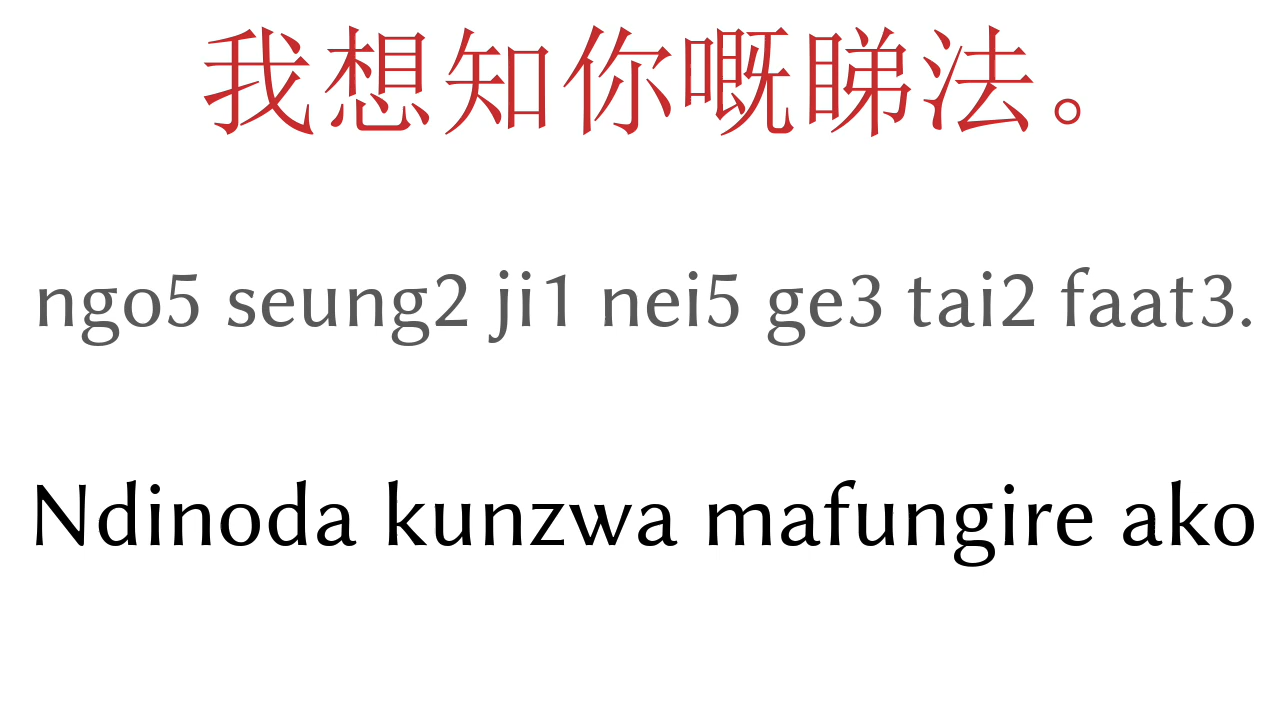 我想知你嘅睇法。
ngo5 seung2 ji1 nei5 ge3 tai2 faat3.
Ndinoda kunzwa mafungire ako